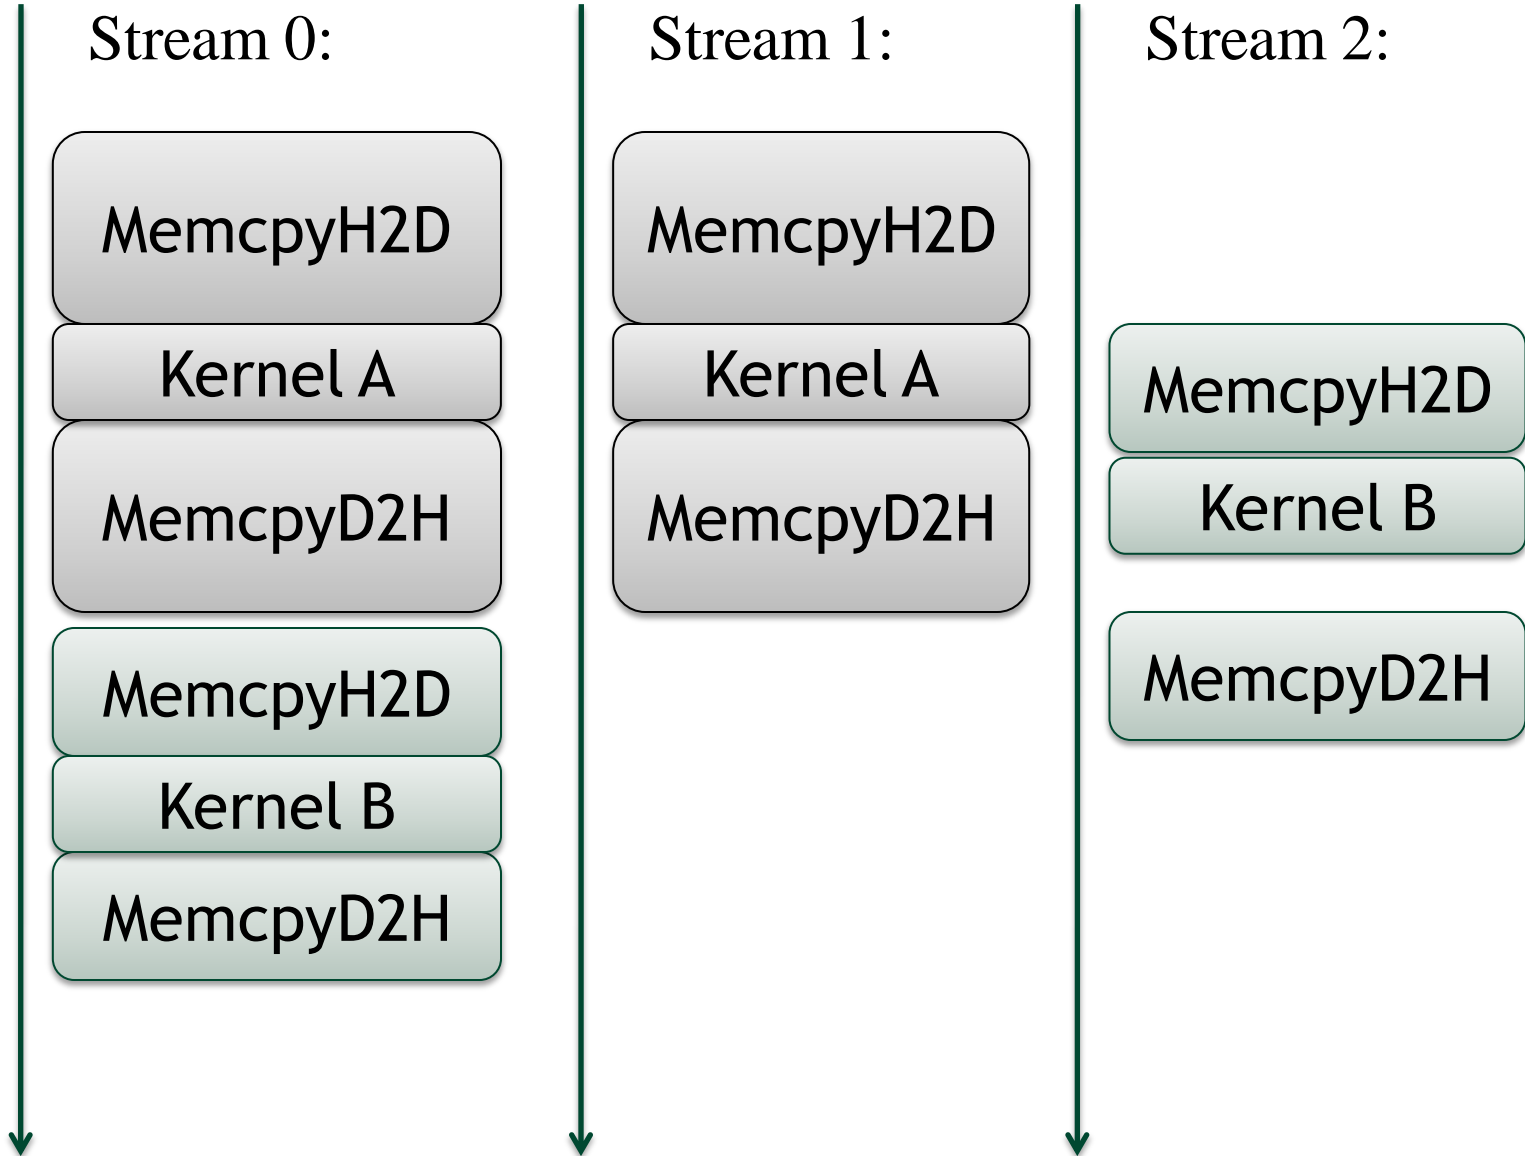 Stream 0:
MemcpyH2D
Kernel A
MemcpyD2H
MemcpyH2D
Kernel B
MemcpyD2H
Stream 1:
MemcpyH2D
Kernel A
MemcpyD2H
Stream 2:
MemcpyH2D
Kernel B
MemcpyD2H